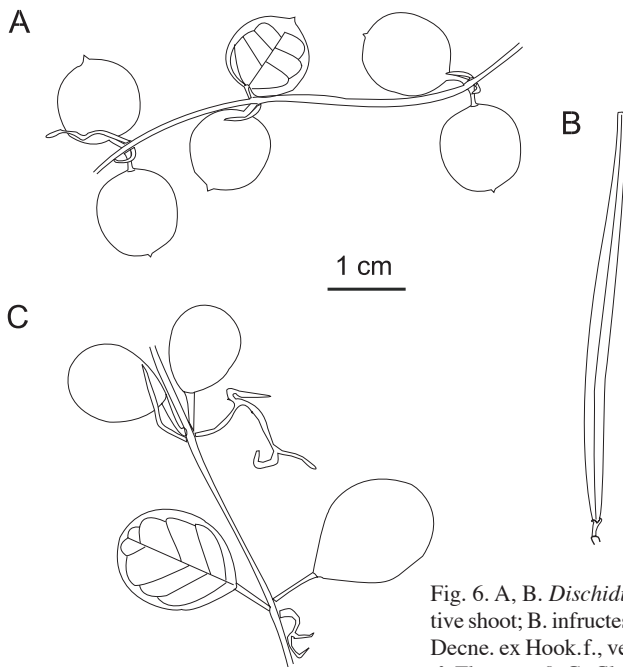 A
B
1 cm
C
Fig. 6. A, B. Dischidi
tive shoot; B. infructes
Decne. ex Hook.f., ve